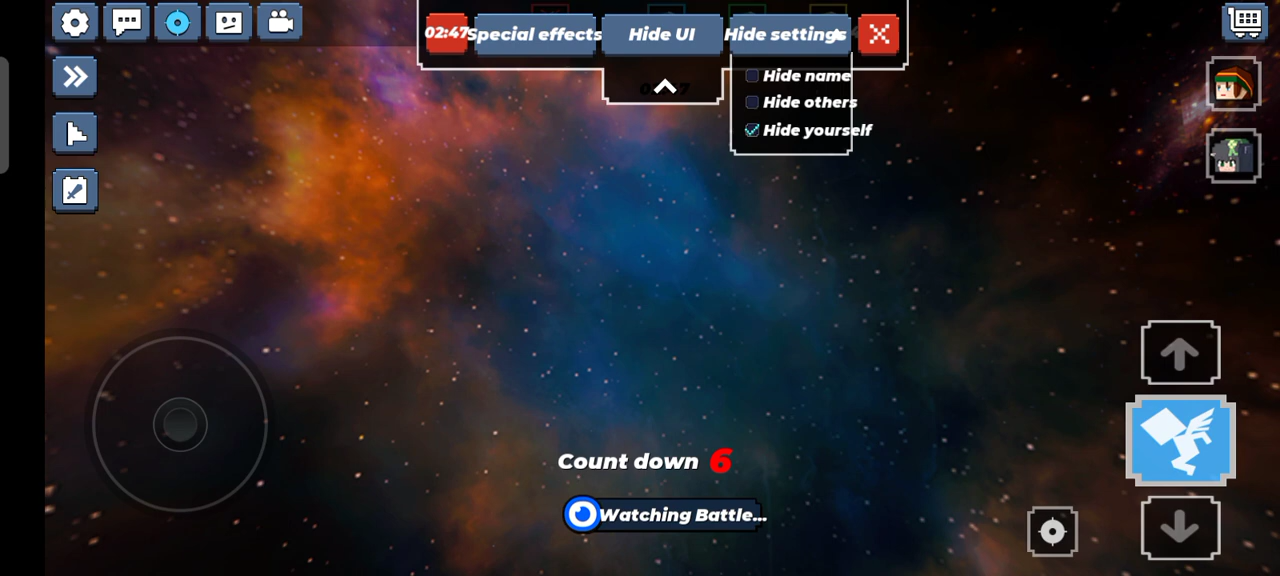 02:47
Special effects
Hide UI
Hide settings
Hide name
Hide others
Hide yourself
Count down 6
Watching Battle...